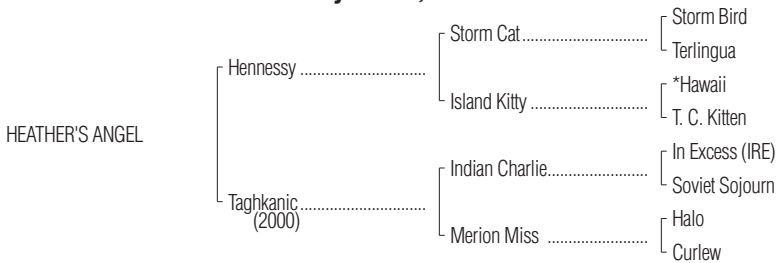 Storm Bird
Storm Cat........................................
Terlingua
Hennessy ........................................
*Hawaii
Island Kitty .....................................
T. C. Kitten
HEATHER'S ANGEL
In Excess (IRE)
Indian Charlie................................
Soviet Sojourn
Taghkanic........................................
(2000)
Halo
Merion Miss ................................
Curlew